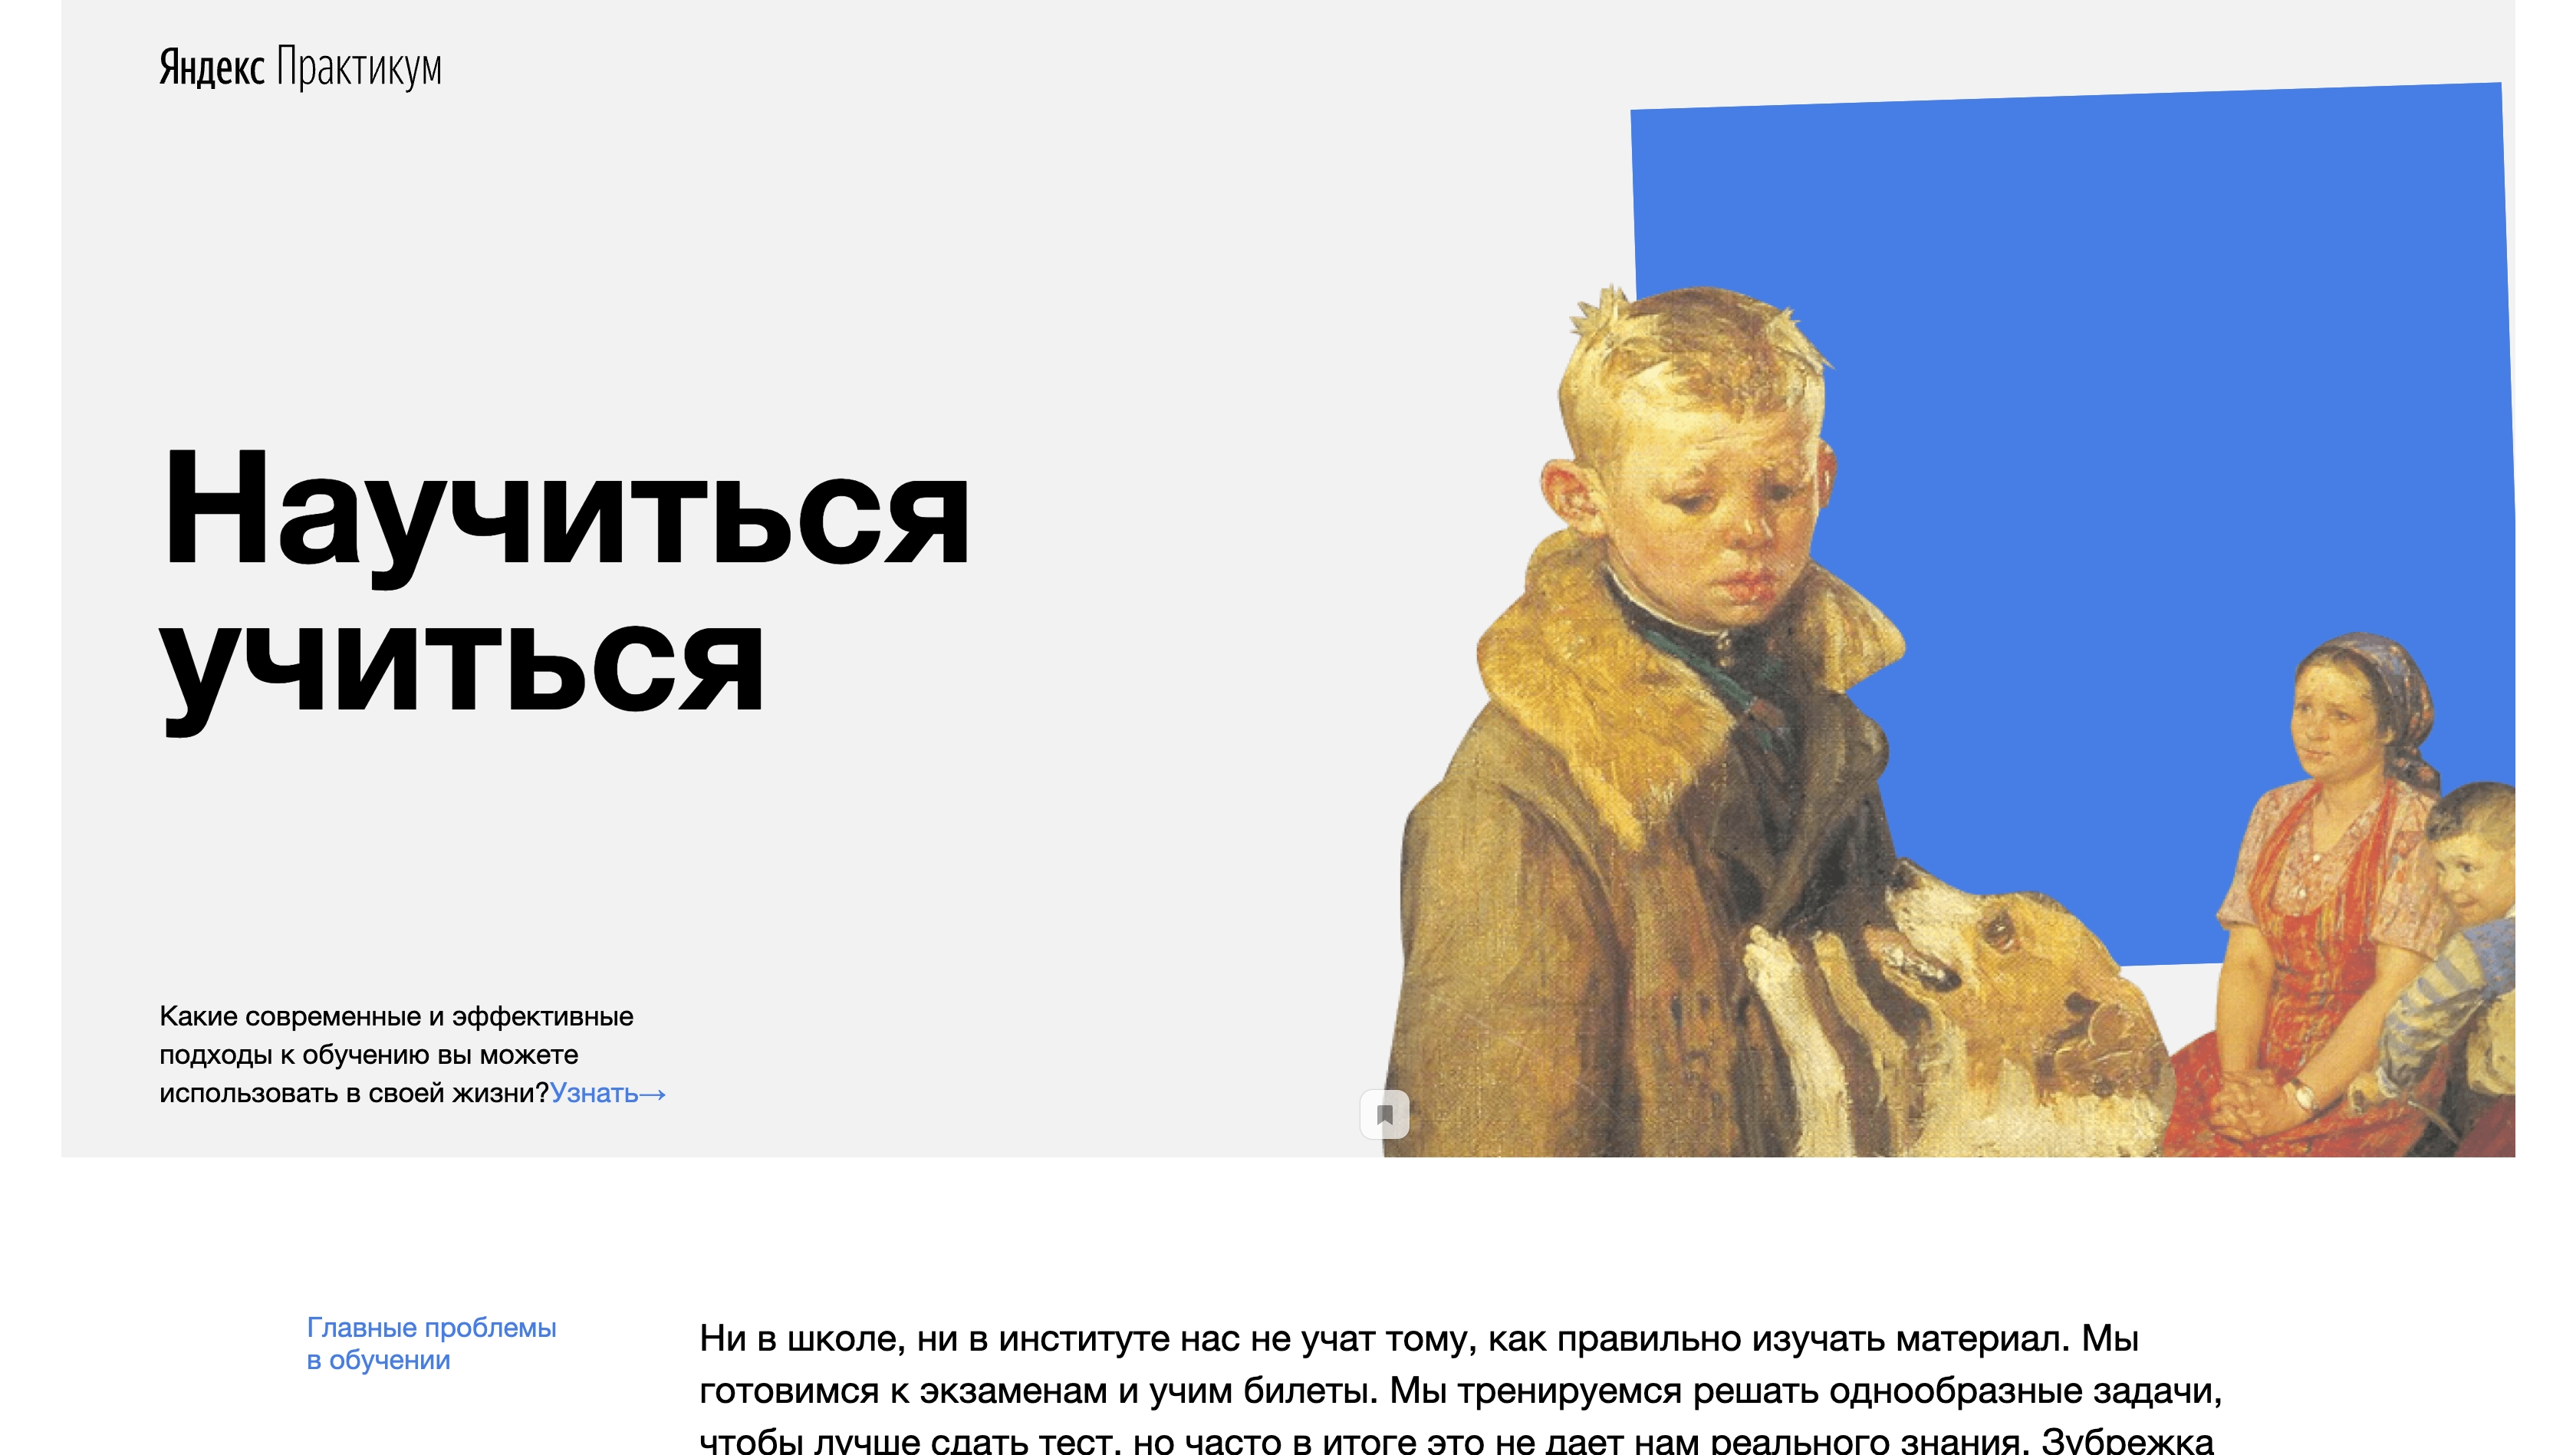 Яндекс Практикум
Научиться
учиться
Какие современные и эффективные
подходы к обучению вы можете
использовать в своей жизни?Узнать→
Главные проблемы
в обучении
Ни в школе, ни в институте нас не учат тому, как правильно изучать материал. Мы
готовимся к экзаменам и учим билеты. Мы тренируемся решать однообразные задачи,
чтобы лучше сдать тест, но часто в итоге это не дает нам реального знания. Зубрежка